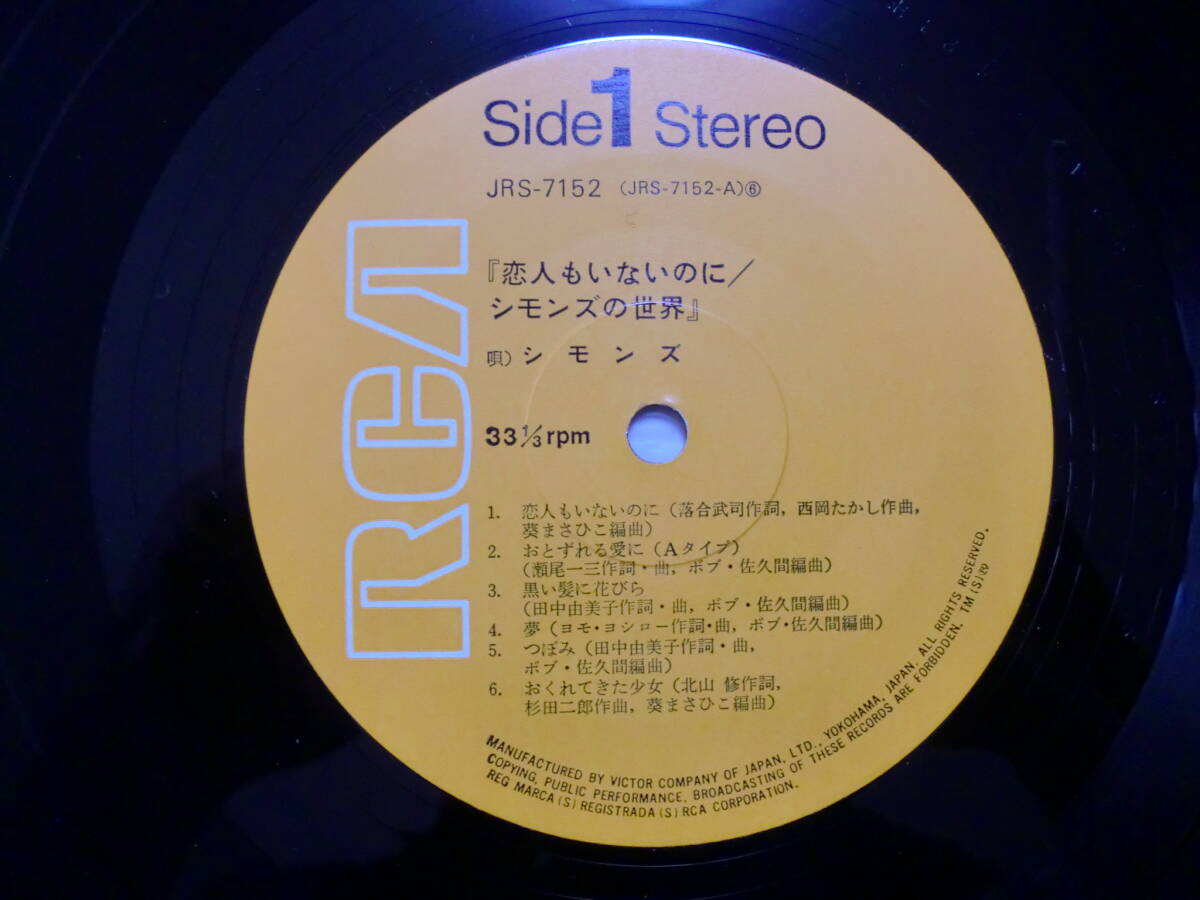 Side 1 Stereo
JRS-7152 (JRS-7152-A)⑥
RCA
『恋人もいないのに/
シモンズの世界』
唄) シモンズ
33 1/3 rpm
1. 恋人もいないのに (落合武司作詞, 西岡たかし作曲,
葵まさひこ編曲)
2. おとずれる愛に (Aタイプ)
(瀬尾一三作詞・曲, ボブ・佐久間編曲)
3. 黒い髪に花びら
(田中由美子作詞・曲, ボブ・佐久間編曲)
4. 夢 (ヨモ・ヨシロー作詞・曲, ボブ・佐久間編曲)
5. つぼみ (田中由美子作詞・曲,
ボブ・佐久間編曲)
6. おくれてきた少女 (北山 修作詞,
杉田二郎作曲, 葵まさひこ編曲)
MANUFACTURED BY VICTOR COMPANY OF JAPAN, LTD., YOKOHAMA, JAPAN. ALL RIGHTS RESERVED.
COPYING, PUBLIC PERFORMANCE, BROADCASTING OF THESE RECORDS ARE FORBIDDEN. TM(S)29
REG MARCA(S) REGISTRADA(S) RCA CORPORATION.